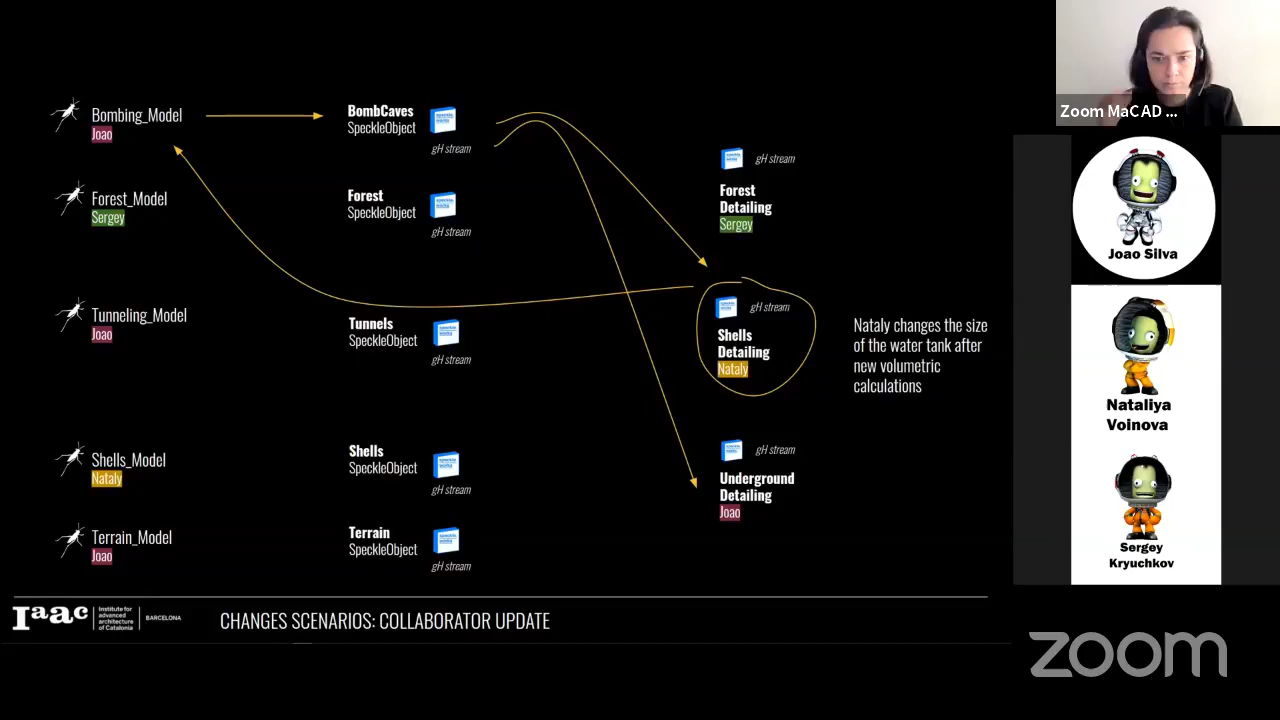 Bombing_Model
Joao
BombCaves
SpeckleObject
gH stream
Forest_Model
Sergey
Forest
SpeckleObject
gH stream
Tunneling_Model
Joao
Tunnels
SpeckleObject
gH stream
Shells_Model
Nataly
Shells
SpeckleObject
gH stream
Terrain_Model
Joao
Terrain
SpeckleObject
gH stream
gH stream
Forest
Detailing
Sergey
gH stream
Shells
Detailing
Nataly
gH stream
Underground
Detailing
Joao
Nataly changes the size
of the water tank after
new volumetric
calculations
Iaac
Institute for
advanced
architecture
of Catalonia
BARCELONA
CHANGES SCENARIOS: COLLABORATOR UPDATE
Zoom MaCAD ...
Joao Silva
Nataliya
Voinova
Sergey
Kryuchkov
zoom